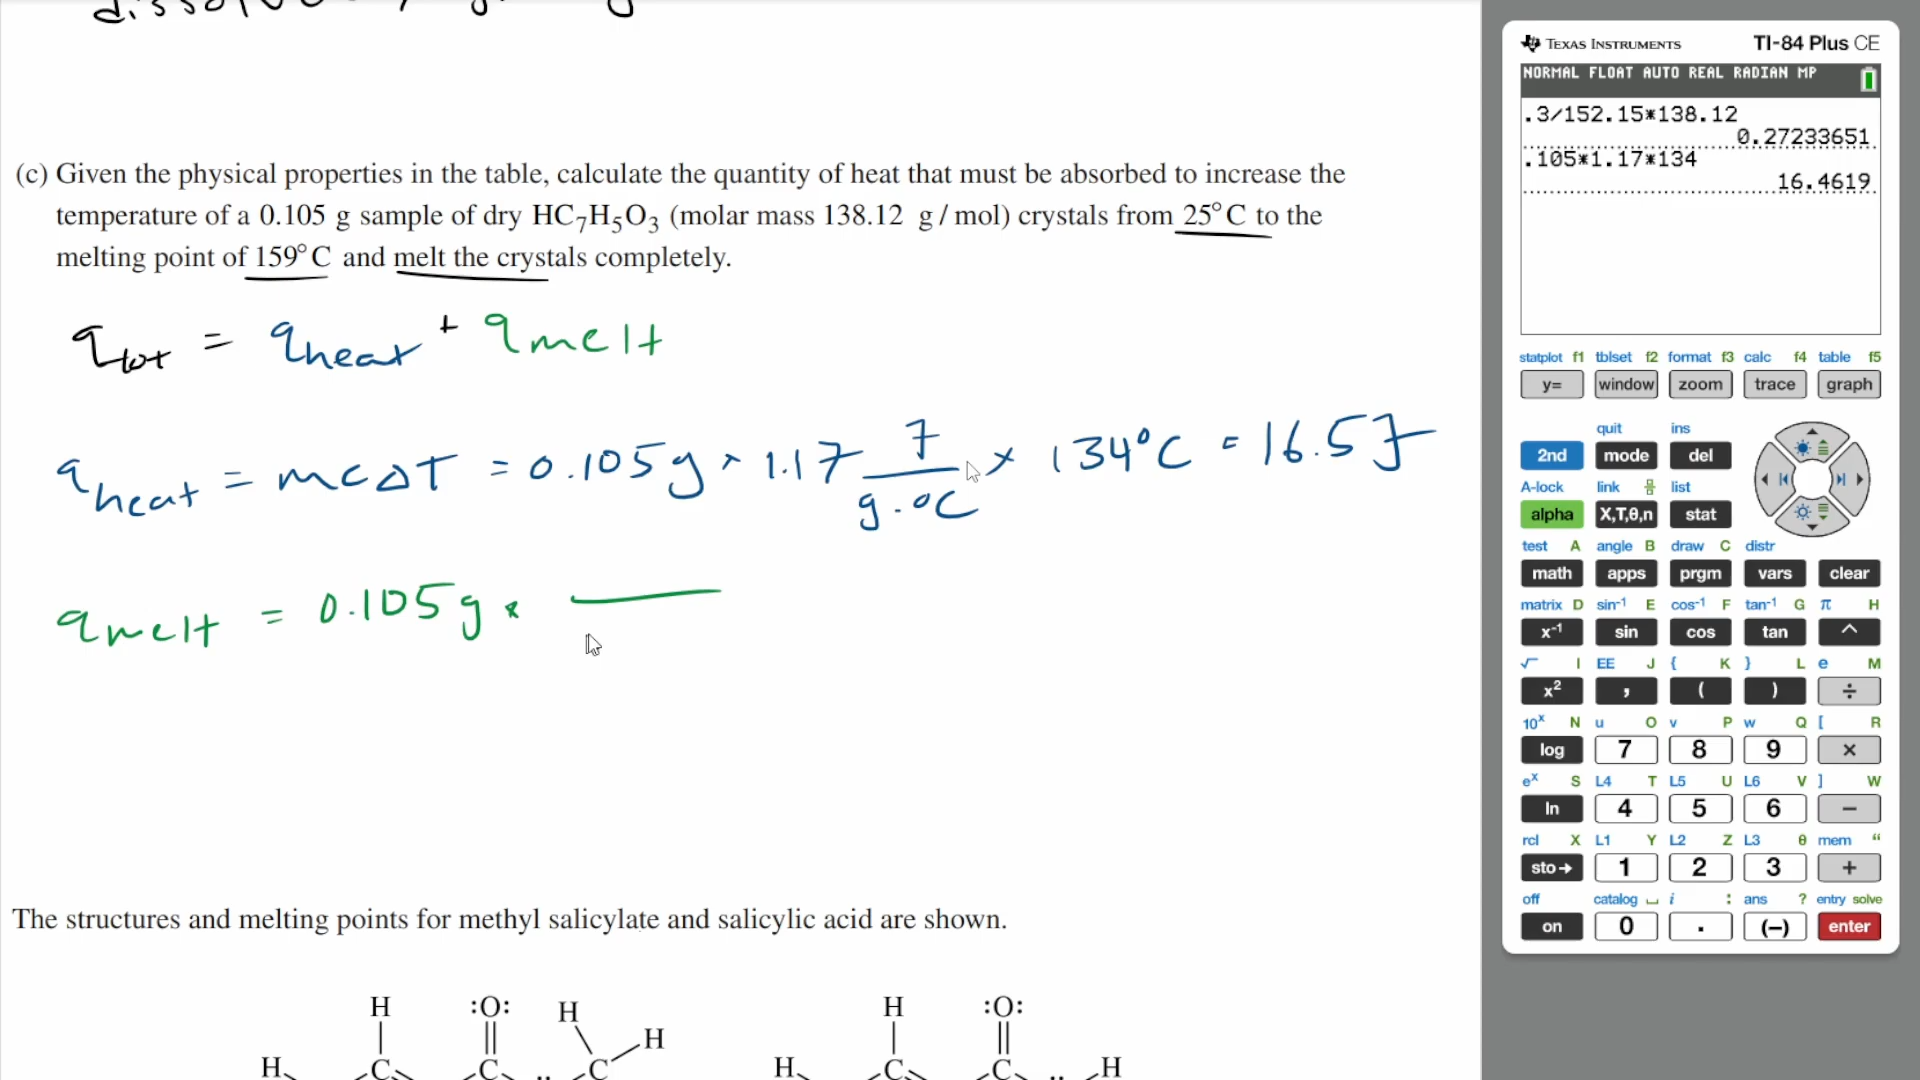 (c) Given the physical properties in the table, calculate the quantity of heat that must be absorbed to increase the
temperature of a 0.105 g sample of dry HC₇H₅O₃ (molar mass 138.12 g / mol) crystals from 25°C to the
melting point of 159°C and melt the crystals completely.
q tot = q heat + q melt
q heat = mcΔT = 0.105g × 1.17 J / g.°C × 134°C = 16.5J
q melt = 0.105g ×
The structures and melting points for methyl salicylate and salicylic acid are shown.
H :O: H H :O:
H H
H C C C H C C H
TEXAS INSTRUMENTS TI-84 Plus CE
NORMAL FLOAT AUTO REAL RADIAN MP
.3/152.15*138.12
0.27233651
.105*1.17*134
16.4619
statplot f1 tblset f2 format f3 calc f4 table f5
y= window zoom trace graph
quit ins
2nd mode del
A-lock link list
alpha X,T,θ,n stat
test A angle B draw C distr
math apps prgm vars clear
matrix D sin⁻¹ E cos⁻¹ F tan⁻¹ G π H
x⁻¹ sin cos tan ^
√ I EE J { K } L e M
x² , ( ) ÷
10ˣ N u O v P w Q [ R
log 7 8 9 ×
eˣ S L4 T L5 U L6 V ] W
ln 4 5 6 −
rcl X L1 Y L2 Z L3 θ mem “
sto→ 1 2 3 +
off catalog ⎵ i : ans ? entry solve
on 0 . (−) enter